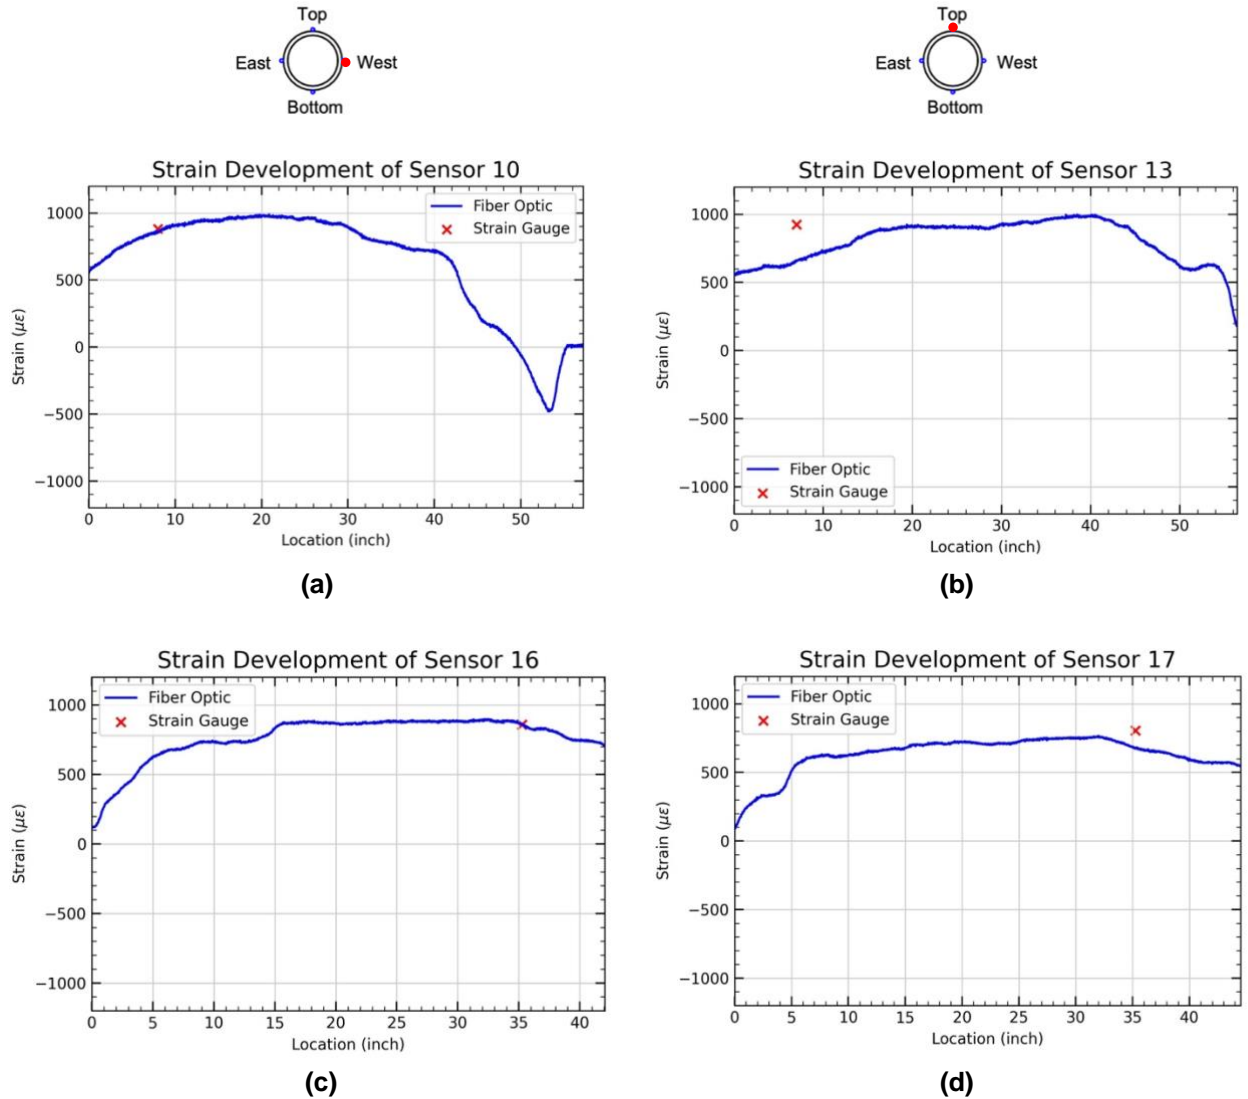 Top
East
West
Bottom
Top
East
West
Bottom
Strain Development of Sensor 10
1000
500
0
−500
−1000
Strain (με)
Fiber Optic
Strain Gauge
0 10 20 30 40 50
Location (inch)
(a)
Strain Development of Sensor 13
1000
500
0
−500
−1000
Strain (με)
Fiber Optic
Strain Gauge
0 10 20 30 40 50
Location (inch)
(b)
Strain Development of Sensor 16
1000
500
0
−500
−1000
Strain (με)
Fiber Optic
Strain Gauge
0 5 10 15 20 25 30 35 40
Location (inch)
(c)
Strain Development of Sensor 17
1000
500
0
−500
−1000
Strain (με)
Fiber Optic
Strain Gauge
0 5 10 15 20 25 30 35 40
Location (inch)
(d)